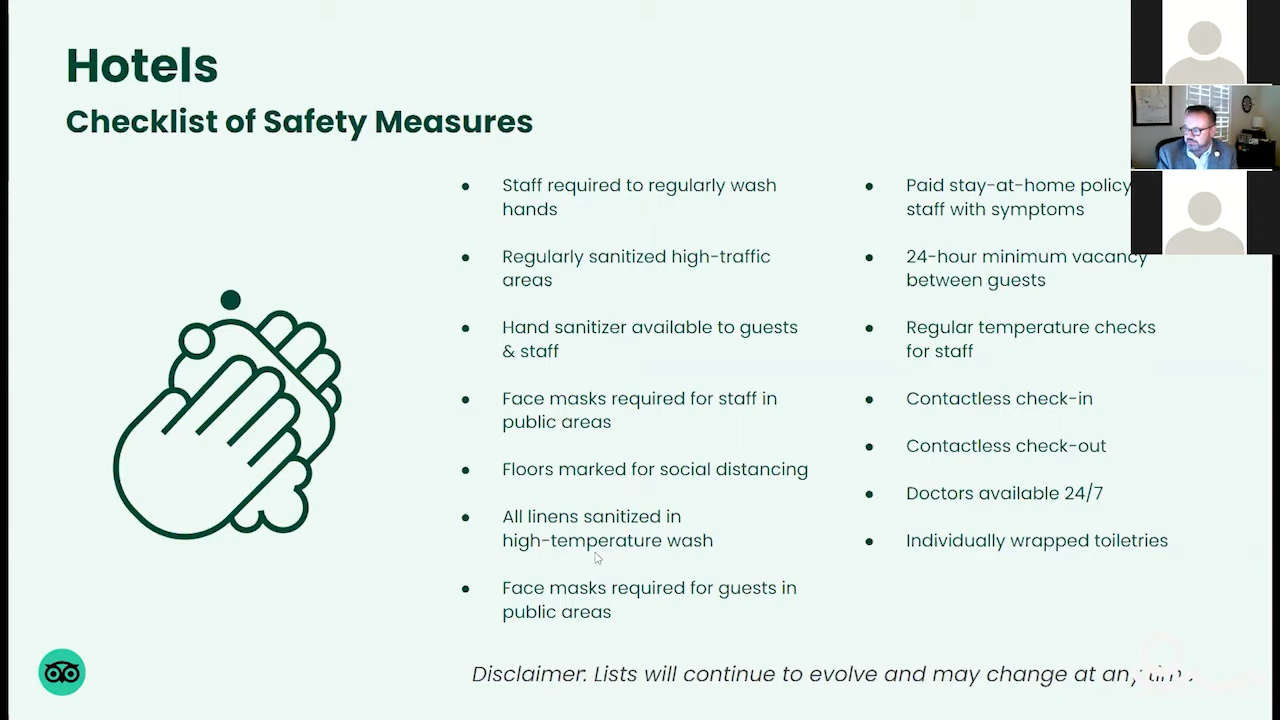 Hotels
Checklist of Safety Measures
Staff required to regularly wash
hands
Regularly sanitized high-traffic
areas
Hand sanitizer available to guests
& staff
Face masks required for staff in
public areas
Floors marked for social distancing
All linens sanitized in
high-temperature wash
Face masks required for guests in
public areas
Paid stay-at-home policy
staff with symptoms
24-hour minimum vacancy
between guests
Regular temperature checks
for staff
Contactless check-in
Contactless check-out
Doctors available 24/7
Individually wrapped toiletries
Disclaimer: Lists will continue to evolve and may change at any time